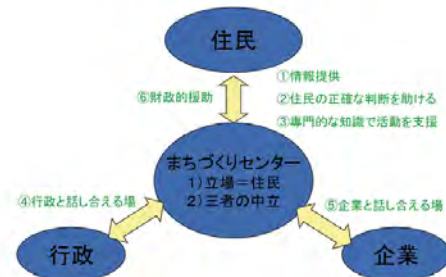 住民
①情報提供
⑥財政的援助
②住民の正確な判断を助ける
③専門的な知識で活動を支援
まちづくりセンター
1)立場=住民
2)三者の中立
④行政と話し合える場
⑤企業と話し合える場
行政
企業